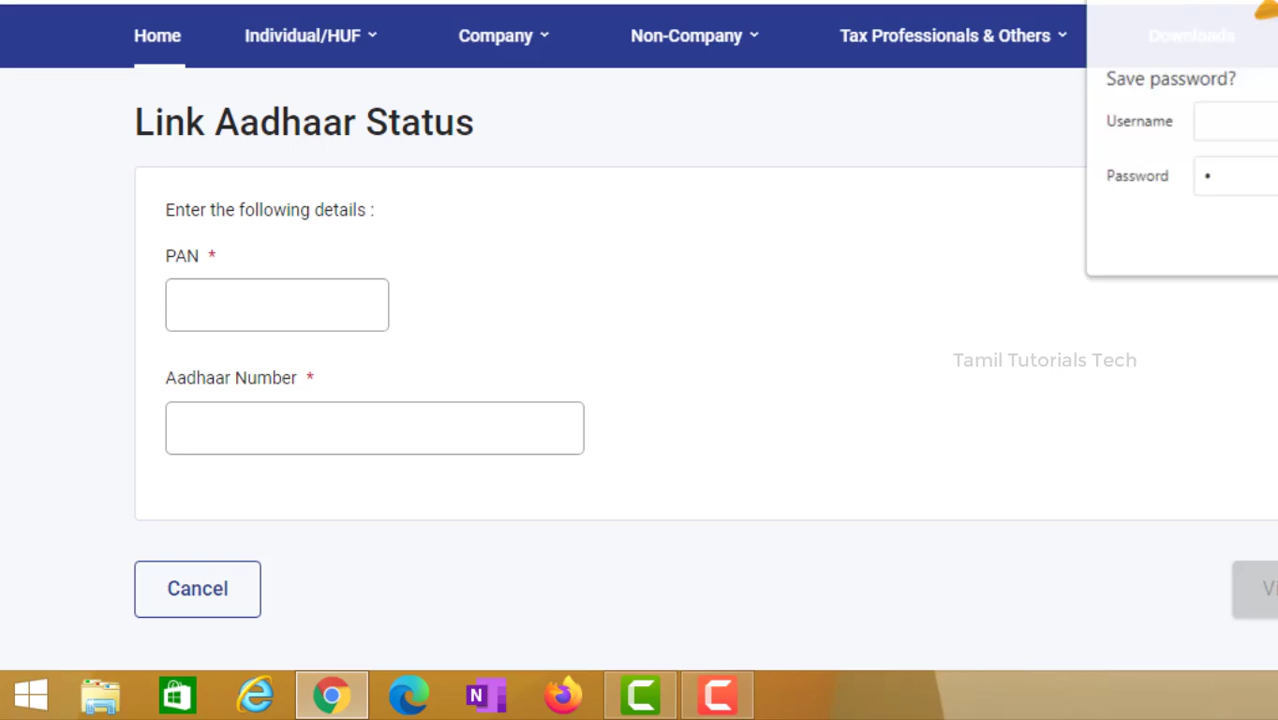 Home Individual/HUF Company Non-Company Tax Professionals & Others Downloads
Save password?
Username
Password •
Link Aadhaar Status
Enter the following details :
PAN *
Aadhaar Number *
Tamil Tutorials Tech
Cancel